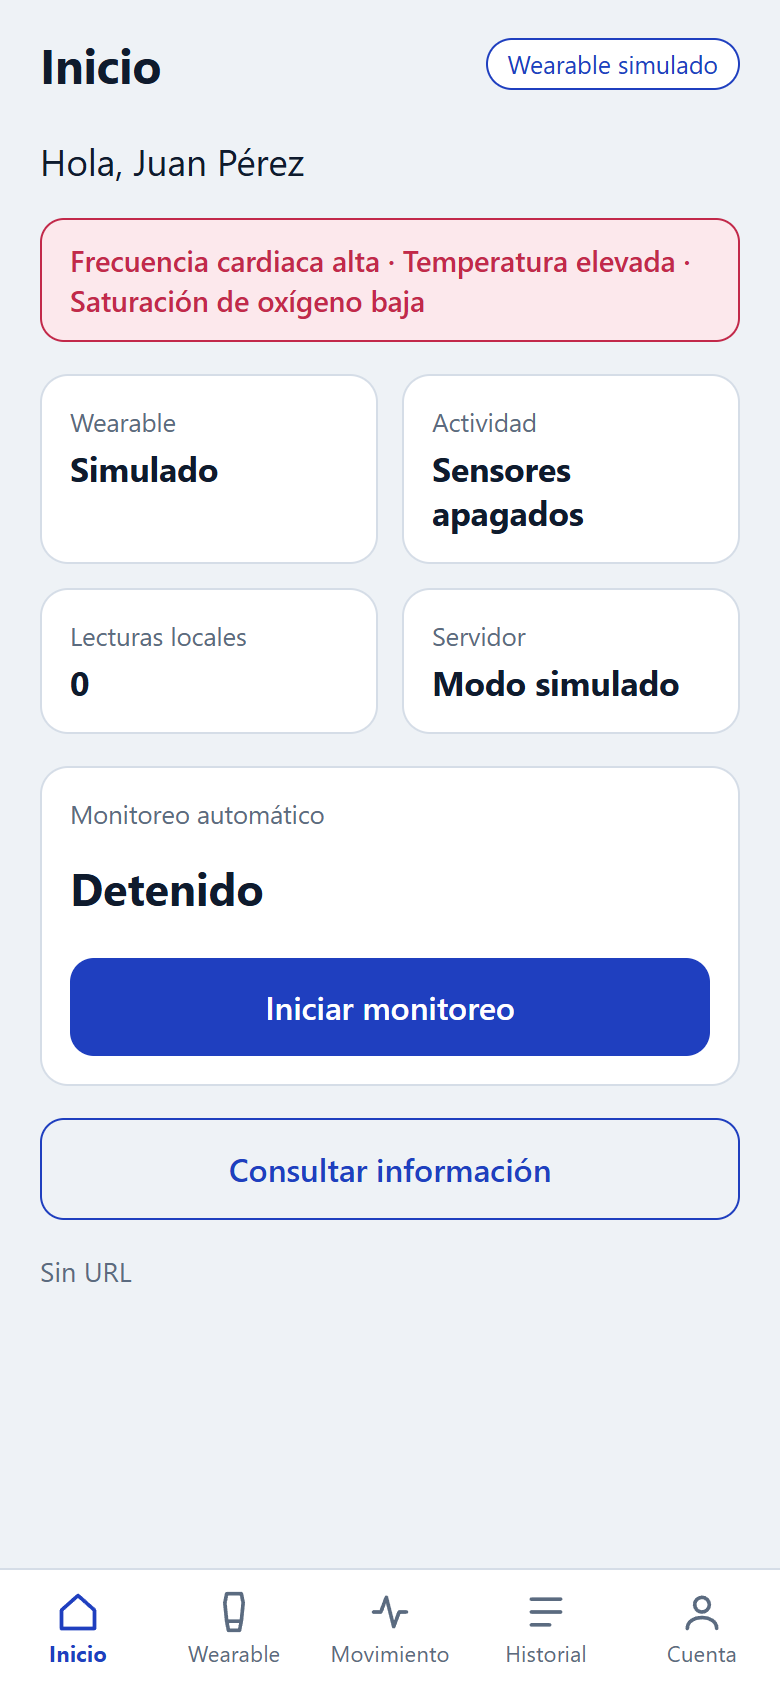 Inicio
Wearable simulado
Hola, Juan Pérez
Frecuencia cardiaca alta · Temperatura elevada ·
Saturación de oxígeno baja
Wearable
Simulado
Actividad
Sensores
apagados
Lecturas locales
0
Servidor
Modo simulado
Monitoreo automático
Detenido
Iniciar monitoreo
Consultar información
Sin URL
Inicio
Wearable
Movimiento
Historial
Cuenta